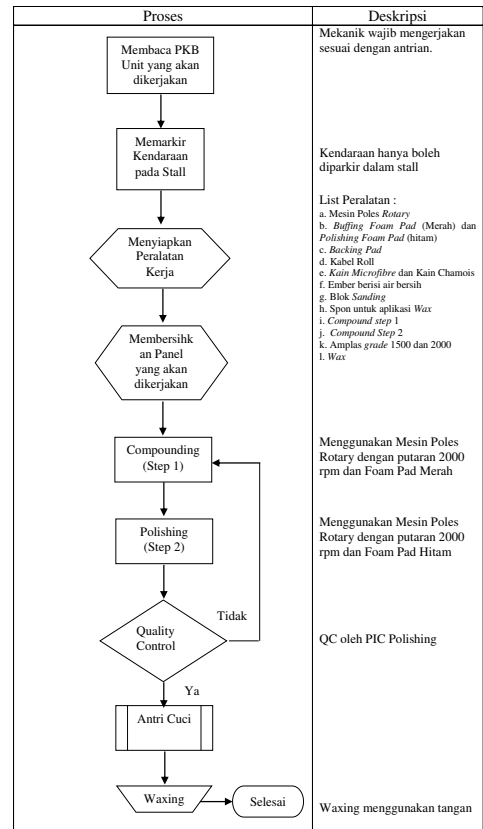 Proses
Deskripsi
Membaca PKB
Unit yang akan
dikerjakan
Mekanik wajib mengerjakan
sesuai dengan antrian.
Memarkir
Kendaraan
pada Stall
Kendaraan hanya boleh
diparkir dalam stall
Menyiapkan
Peralatan
Kerja
List Peralatan :
a. Mesin Poles Rotary
b. Buffing Foam Pad (Merah) dan
Polishing Foam Pad (hitam)
c. Backing Pad
d. Kabel Roll
e. Kain Microfibre dan Kain Chamois
f. Ember berisi air bersih
g. Blok Sanding
h. Spon untuk aplikasi Wax
i. Compound step 1
j. Compound Step 2
k. Amplas grade 1500 dan 2000
l. Wax
Membersihk
an Panel
yang akan
dikerjakan
Compounding
(Step 1)
Menggunakan Mesin Poles
Rotary dengan putaran 2000
rpm dan Foam Pad Merah
Polishing
(Step 2)
Menggunakan Mesin Poles
Rotary dengan putaran 2000
rpm dan Foam Pad Hitam
Quality
Control
Tidak
QC oleh PIC Polishing
Ya
Antri Cuci
Waxing
Selesai
Waxing menggunakan tangan